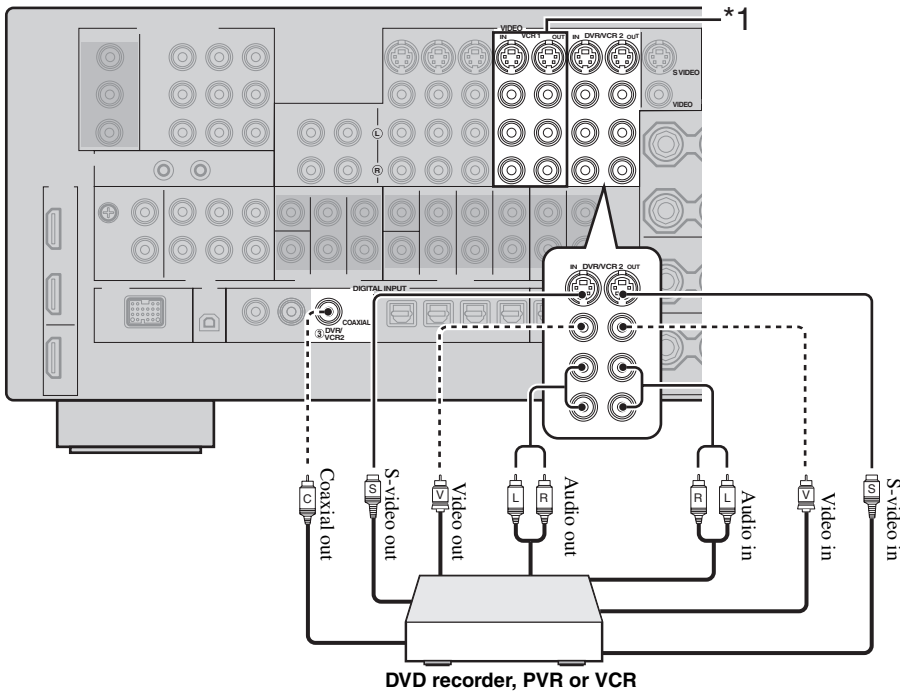 *1
VIDEO
IN VCR 1 OUT
IN DVR/VCR 2 OUT
S VIDEO
VIDEO
L
R
IN DVR/VCR 2 OUT
DIGITAL INPUT
COAXIAL
③ DVR/
VCR2
C
Coaxial out
S
S-video out
V
Video out
L
R
Audio out
R
L
Audio in
V
Video in
S
S-video in
DVD recorder, PVR or VCR